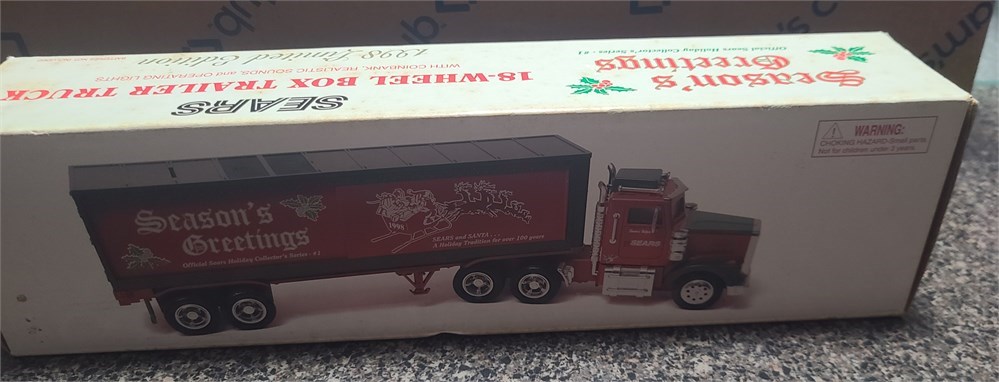 Season's
Greetings
Official Sears Holiday Collector's Series - #1
1998 Limited Edition
WITH COINBANK, REALISTIC SOUNDS, and OPERATING LIGHTS
18-WHEEL BOX TRAILER TRUCK
SEARS
WARNING:
CHOKING HAZARD-Small parts.
Not for children under 3 years.
Season's
Greetings
Official Sears Holiday Collector's Series - #1
1998
SEARS and SANTA . . .
A Holiday Tradition for over 100 years
SEARS